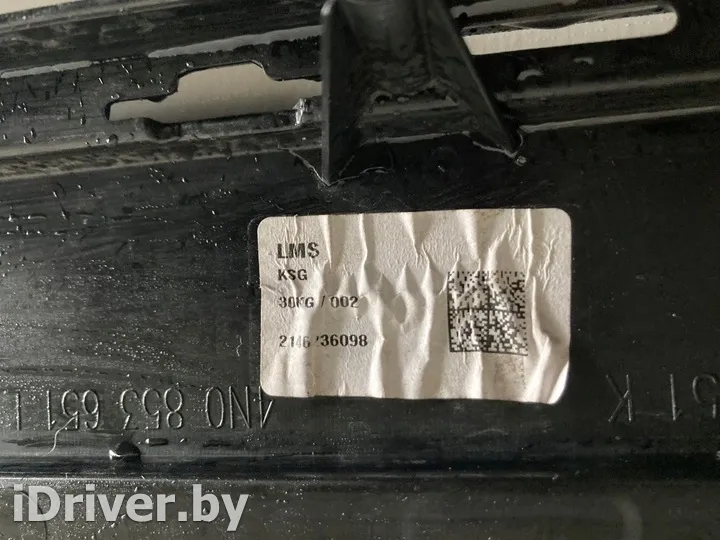 LMS
KSG
30KG / 002
2146 36098
4N0 853 651
51 K
iDriver.by